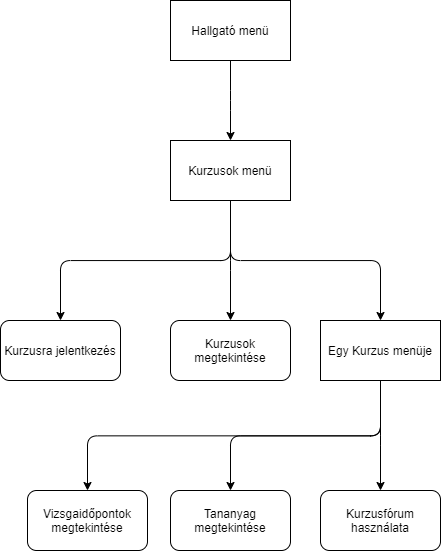 Hallgató menü
Kurzusok menü
Kurzusra jelentkezés
Kurzusok
megtekintése
Egy Kurzus menüje
Vizsgaidőpontok
megtekintése
Tananyag
megtekintése
Kurzusfórum
használata